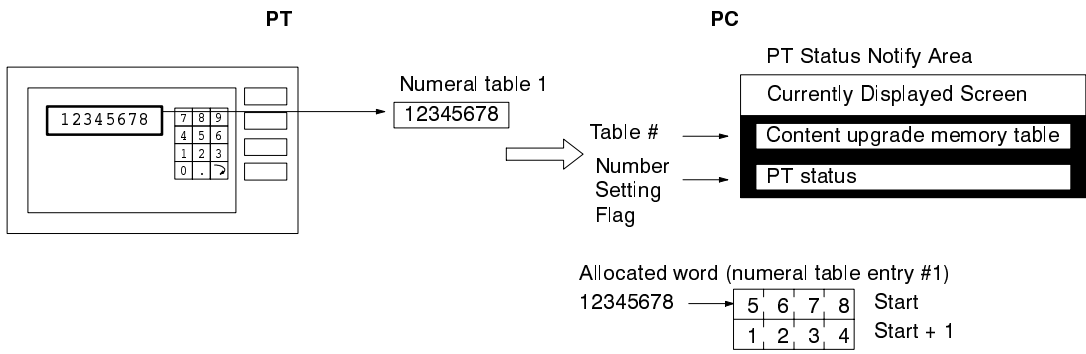 PT
PC
PT Status Notify Area
Numeral table 1
Currently Displayed Screen
12345678
12345678
7 8 9
4 5 6
1 2 3
0 .
Table #
Content upgrade memory table
Number
Setting
Flag
PT status
Allocated word (numeral table entry #1)
12345678
5 6 7 8
Start
1 2 3 4
Start + 1